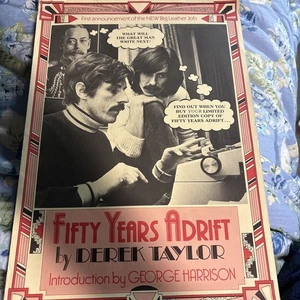 First announcement of the NEW Big Leather Job
WHAT WILL
THE GREAT MAN
WRITE NEXT?
FIND OUT WHEN YOU
BUY YOUR LIMITED
EDITION COPY OF
FIFTY YEARS ADRIFT...
FIFTY YEARS ADRIFT
by DEREK TAYLOR
Introduction by GEORGE HARRISON